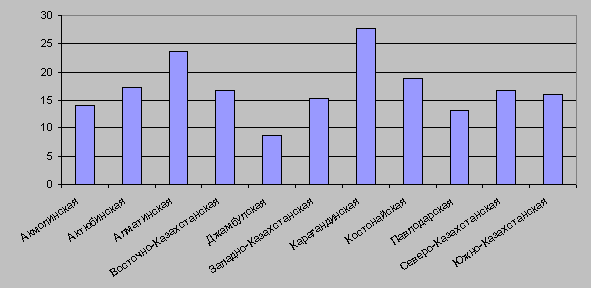 30
25
20
15
10
5
0
Акмолинская
Актюбинская
Алматинская
Восточно-Казахстанская
Джамбулская
Западно-Казахстанская
Карагандинская
Костонайская
Павлодарская
Северо-Казахстанская
Южно-Казахстанская